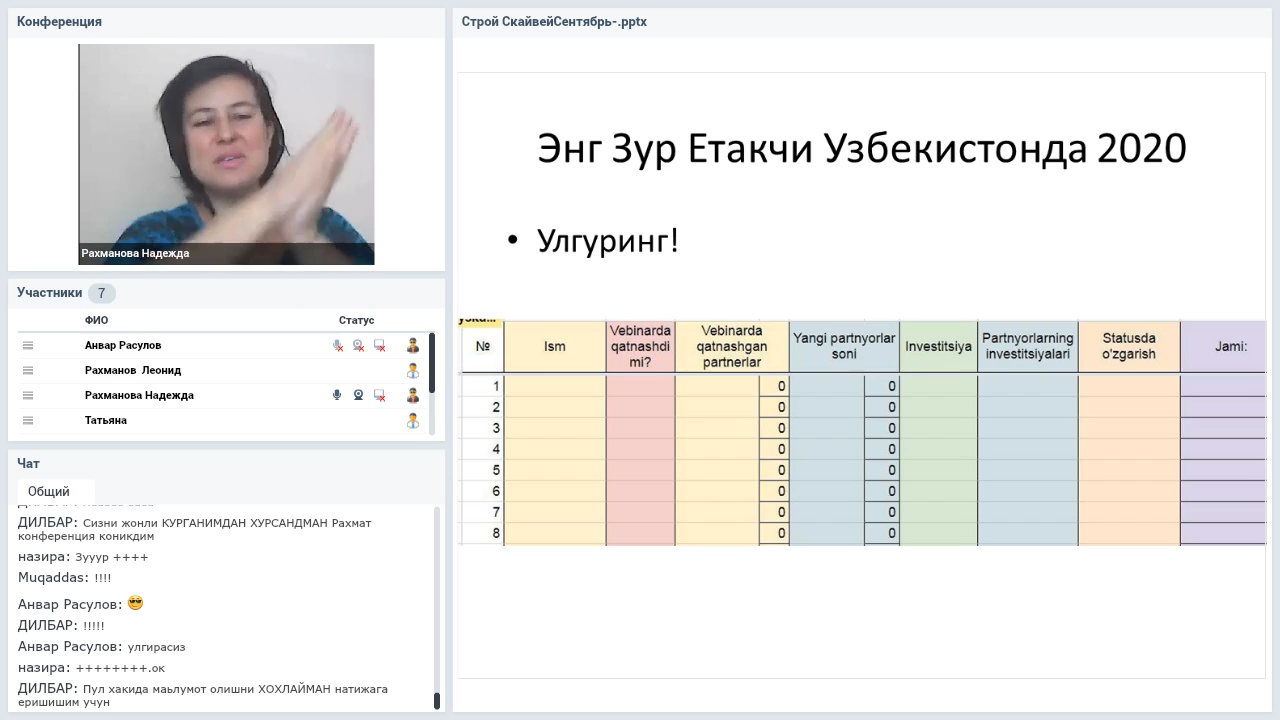 Конференция
Рахманова Надежда
Участники 7
ФИО Статус
Анвар Расулов
Рахманов Леонид
Рахманова Надежда
Татьяна
Чат
Общий
ДИЛБАР: Сизни жонли КУРГАНИМДАН ХУРСАНДМАН Рахмат
конференция коникдим
назира: Зууур ++++
Muqaddas: !!!!
Анвар Расулов:
ДИЛБАР: !!!!!
Анвар Расулов: улгирасиз
назира: ++++++++.ок
ДИЛБАР: Пул хакида маьлумот олишни ХОХЛАЙМАН натижага
еришишим учун
Строй СкайвейСентябрь-.pptx
Энг Зур Етакчи Узбекистонда 2020
• Улгуринг!
№ Ism Vebinarda qatnashdi mi? Vebinarda qatnashgan partnerlar Yangi partnyorlar soni Investitsiya Partnyorlarning investitsiyalari Statusda o'zgarish Jami:
1 0 0
2 0 0
3 0 0
4 0 0
5 0 0
6 0 0
7 0 0
8 0 0